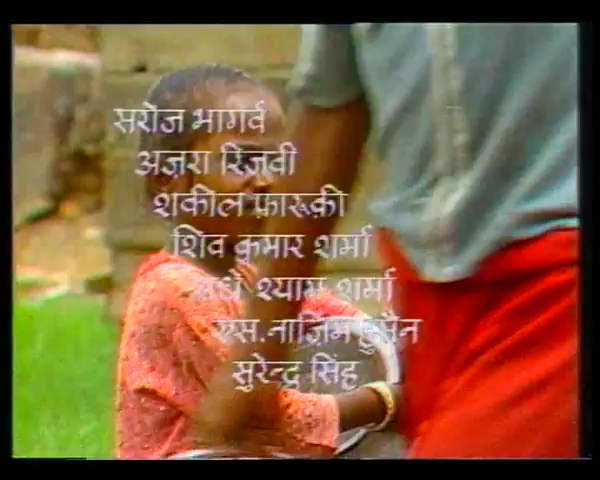 सरोज भार्गव
अज़रा रिज़वी
शकील फ़ारूक़ी
शिव कुमार शर्मा
राधे श्याम शर्मा
एस.नाज़िम हुसैन
सुरेन्द्र सिंह